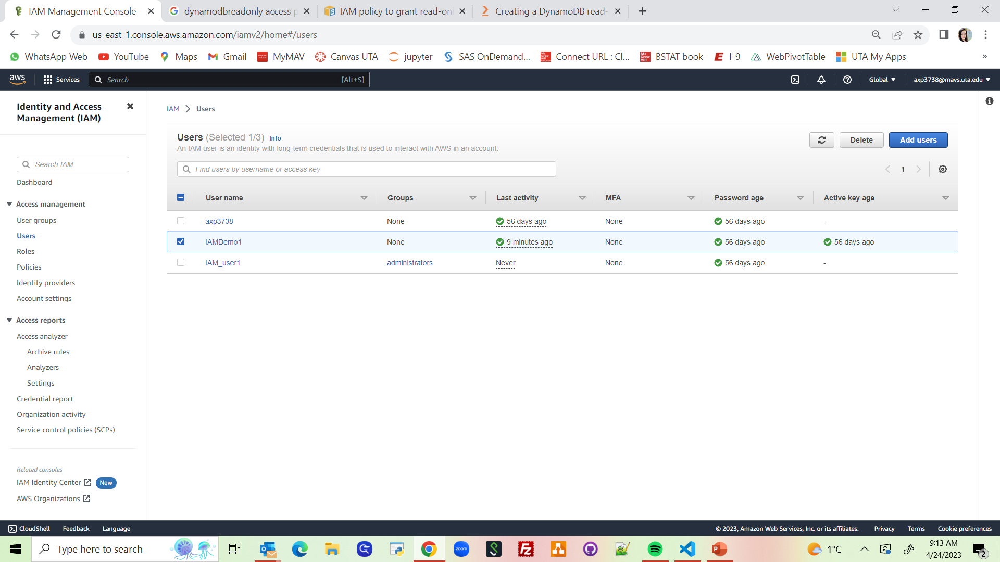 IAM Management Console
dynamodbreadonly access p
IAM policy to grant read-onl
Creating a DynamoDB read-
us-east-1.console.aws.amazon.com/iamv2/home#/users
WhatsApp Web YouTube Maps Gmail MyMAV Canvas UTA jupyter SAS OnDemand... Connect URL : Cl... BSTAT book I-9 WebPivotTable UTA My Apps »
aws Services Search [Alt+S] Global axp3738@mavs.uta.edu
Identity and Access
Management (IAM)
Search IAM
Dashboard
Access management
User groups
Users
Roles
Policies
Identity providers
Account settings
Access reports
Access analyzer
Archive rules
Analyzers
Settings
Credential report
Organization activity
Service control policies (SCPs)
Related consoles
IAM Identity Center New
AWS Organizations
IAM > Users
Users (Selected 1/3) Info
An IAM user is an identity with long-term credentials that is used to interact with AWS in an account.
Delete
Add users
Find users by username or access key
1
User name Groups Last activity MFA Password age Active key age
axp3738 None 56 days ago None 56 days ago -
IAMDemo1 None 9 minutes ago None 56 days ago 56 days ago
IAM_user1 administrators Never None 56 days ago -
CloudShell Feedback Language © 2023, Amazon Web Services, Inc. or its affiliates. Privacy Terms Cookie preferences
Type here to search
zoom
1°C
9:13 AM
4/24/2023
2